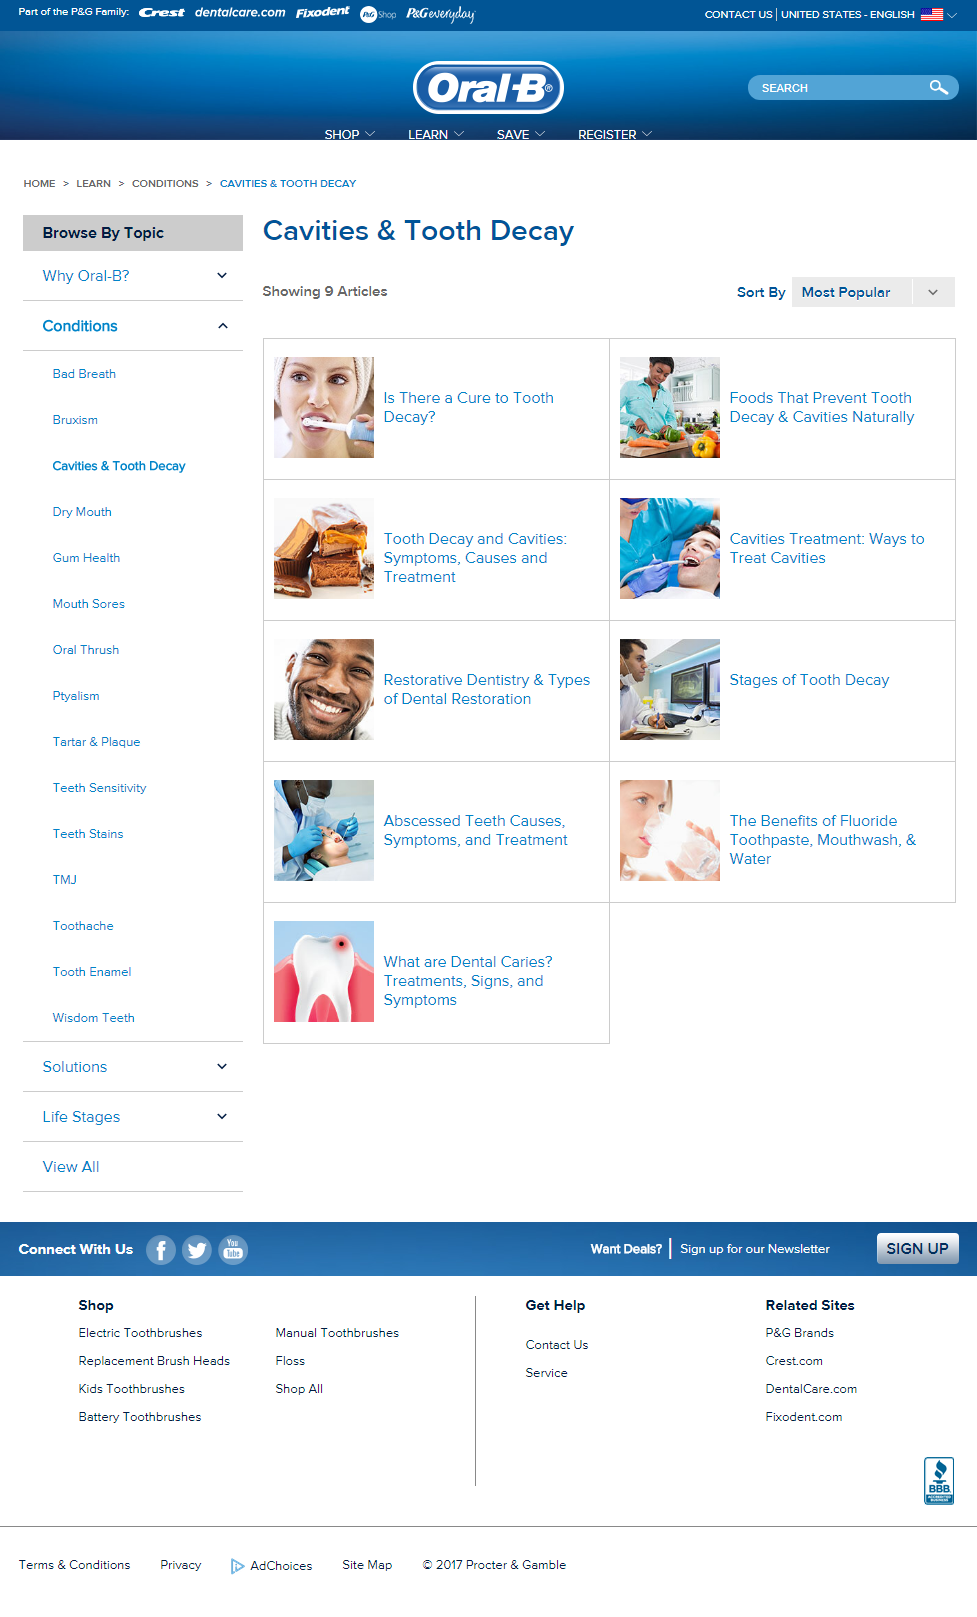 Part of the P&G Family: Crest dentalcare.com Fixodent P&G Shop P&G everyday
CONTACT US | UNITED STATES - ENGLISH
Oral-B®
SEARCH
SHOP LEARN SAVE REGISTER
HOME > LEARN > CONDITIONS > CAVITIES & TOOTH DECAY
Browse By Topic
Why Oral-B?
Conditions
Bad Breath
Bruxism
Cavities & Tooth Decay
Dry Mouth
Gum Health
Mouth Sores
Oral Thrush
Ptyalism
Tartar & Plaque
Teeth Sensitivity
Teeth Stains
TMJ
Toothache
Tooth Enamel
Wisdom Teeth
Solutions
Life Stages
View All
Cavities & Tooth Decay
Showing 9 Articles
Sort By Most Popular
Is There a Cure to Tooth
Decay?
Foods That Prevent Tooth
Decay & Cavities Naturally
Tooth Decay and Cavities:
Symptoms, Causes and
Treatment
Cavities Treatment: Ways to
Treat Cavities
Restorative Dentistry & Types
of Dental Restoration
Stages of Tooth Decay
Abscessed Teeth Causes,
Symptoms, and Treatment
The Benefits of Fluoride
Toothpaste, Mouthwash, &
Water
What are Dental Caries?
Treatments, Signs, and
Symptoms
Connect With Us
You
Tube
Want Deals? | Sign up for our Newsletter
SIGN UP
Shop
Electric Toothbrushes
Replacement Brush Heads
Kids Toothbrushes
Battery Toothbrushes
Manual Toothbrushes
Floss
Shop All
Get Help
Contact Us
Service
Related Sites
P&G Brands
Crest.com
DentalCare.com
Fixodent.com
BBB.
ACCREDITED
BUSINESS
Terms & Conditions Privacy AdChoices Site Map © 2017 Procter & Gamble